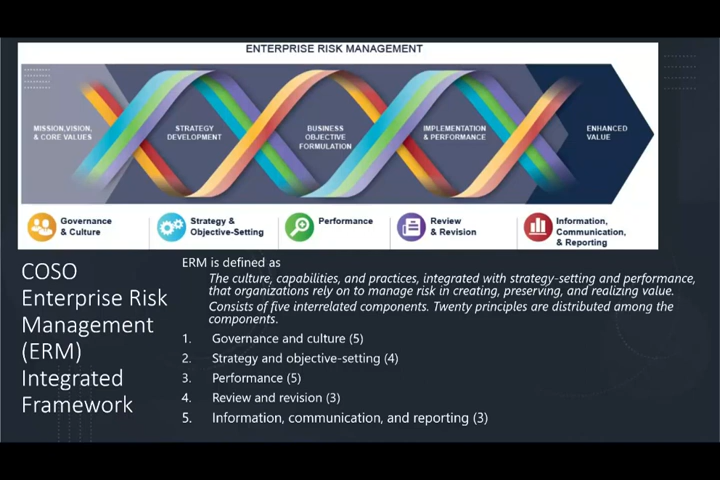 ENTERPRISE RISK MANAGEMENT
MISSION, VISION,
& CORE VALUES
STRATEGY
DEVELOPMENT
BUSINESS
OBJECTIVE
FORMULATION
IMPLEMENTATION
& PERFORMANCE
ENHANCED
VALUE
Governance
& Culture
Strategy &
Objective-Setting
Performance
Review
& Revision
Information,
Communication,
& Reporting
COSO
Enterprise Risk
Management
(ERM)
Integrated
Framework
ERM is defined as
The culture, capabilities, and practices, integrated with strategy-setting and performance,
that organizations rely on to manage risk in creating, preserving, and realizing value.
Consists of five interrelated components. Twenty principles are distributed among the
components.
1. Governance and culture (5)
2. Strategy and objective-setting (4)
3. Performance (5)
4. Review and revision (3)
5. Information, communication, and reporting (3)